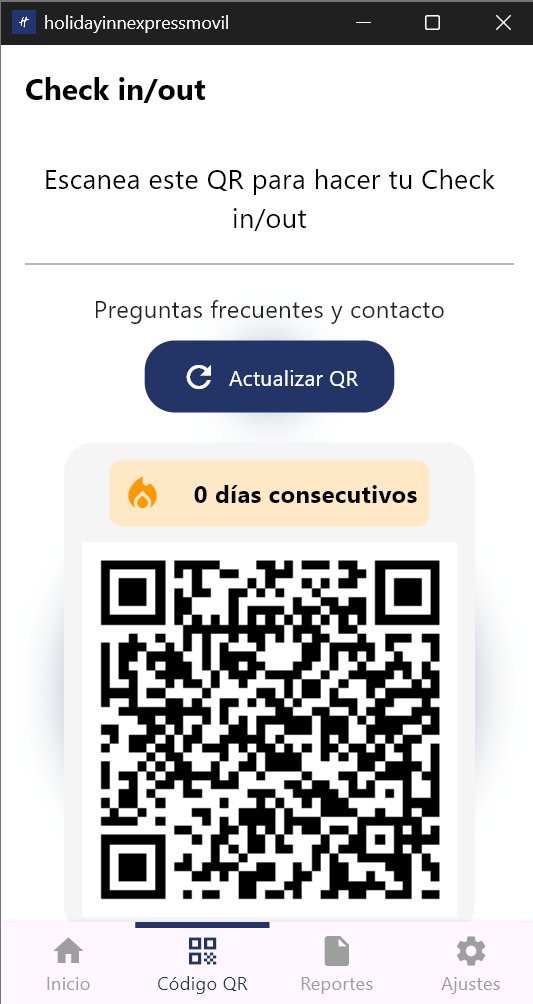 holidayinnexpressmovil
Check in/out
Escanea este QR para hacer tu Check
in/out
Preguntas frecuentes y contacto
Actualizar QR
0 días consecutivos
Inicio
Código QR
Reportes
Ajustes